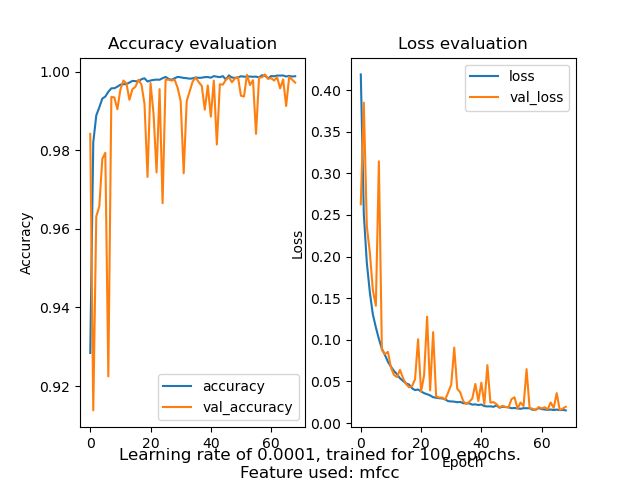 Accuracy evaluation
Loss evaluation
Accuracy
1.00
0.98
0.96
0.94
0.92
0 20 40 60
accuracy
val_accuracy
Loss
0.40
0.35
0.30
0.25
0.20
0.15
0.10
0.05
0.00
0 20 40 60
loss
val_loss
Epoch
Learning rate of 0.0001, trained for 100 epochs.
Feature used: mfcc